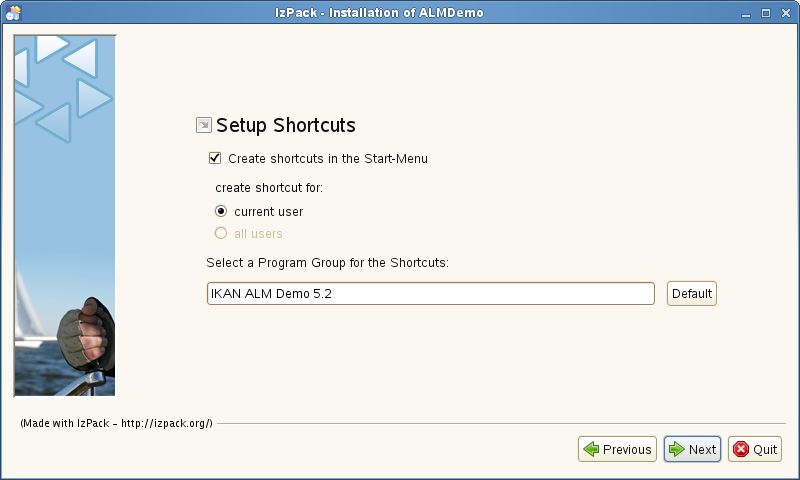 IzPack - Installation of ALMDemo
Setup Shortcuts
Create shortcuts in the Start-Menu
create shortcut for:
current user
all users
Select a Program Group for the Shortcuts:
IKAN ALM Demo 5.2
Default
(Made with IzPack - http://izpack.org/)
Previous
Next
Quit